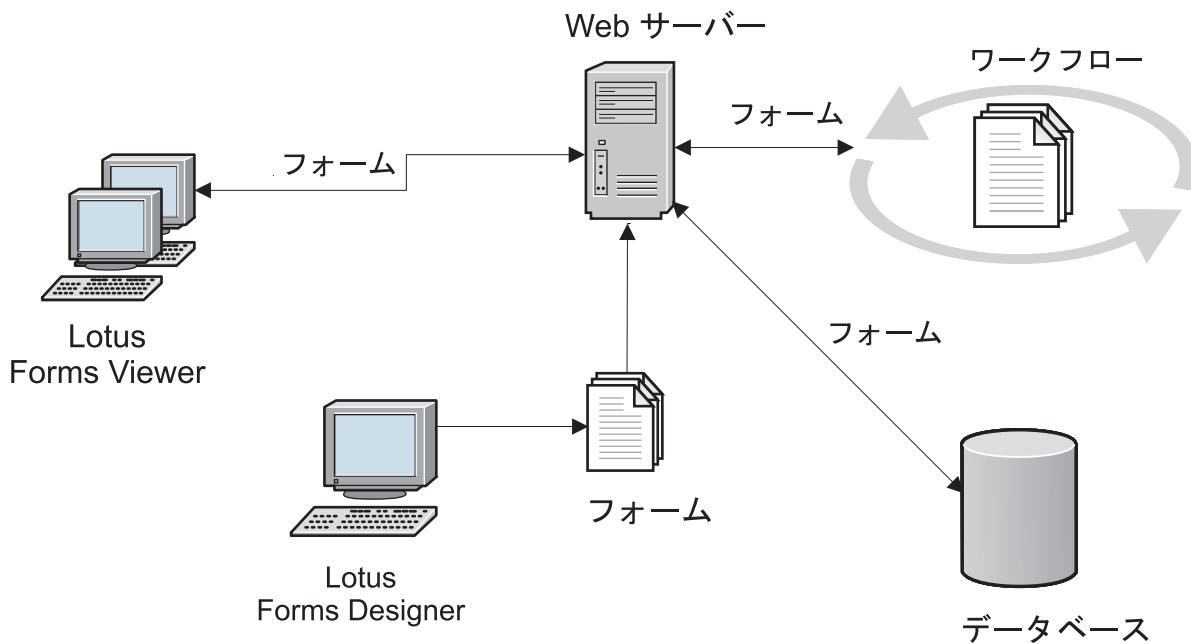 Web サーバー
ワークフロー
フォーム
フォーム
Lotus
Forms Viewer
フォーム
フォーム
Lotus
Forms Designer
データベース